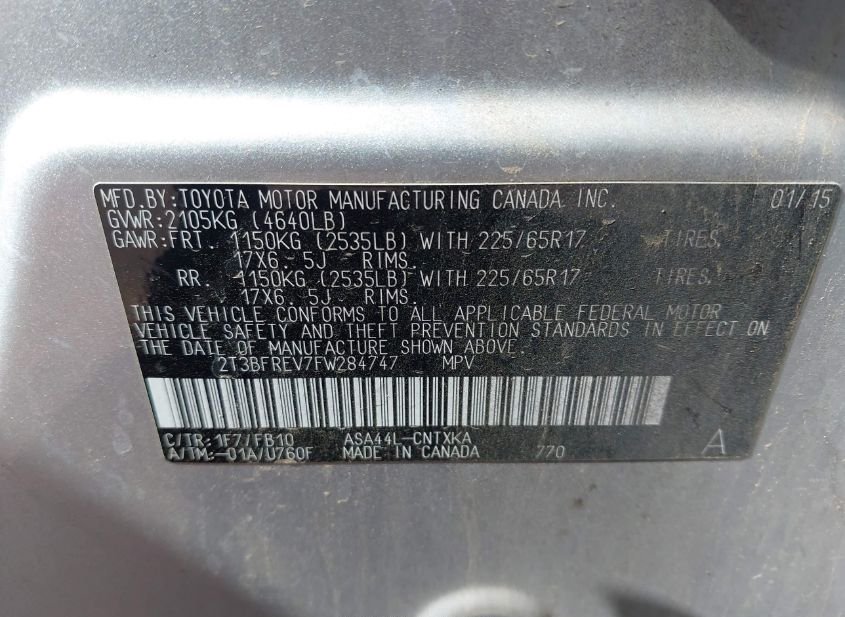 MFD.BY:TOYOTA MOTOR MANUFACTURING CANADA INC. 01/15
GVWR:2105KG (4640LB)
GAWR:FRT. 1150KG (2535LB) WITH 225/65R17 TIRES,
17X6.5J RIMS.
RR. 1150KG (2535LB) WITH 225/65R17 TIRES,
17X6.5J RIMS.
THIS VEHICLE CONFORMS TO ALL APPLICABLE FEDERAL MOTOR
VEHICLE SAFETY AND THEFT PREVENTION STANDARDS IN EFFECT ON
THE DATE OF MANUFACTURE SHOWN ABOVE.
2T3BFREV7FW284747 MPV
C/TR:1F7/FB10 ASA44L-CNTXKA A
A/TM:-01A/U760F MADE IN CANADA 770